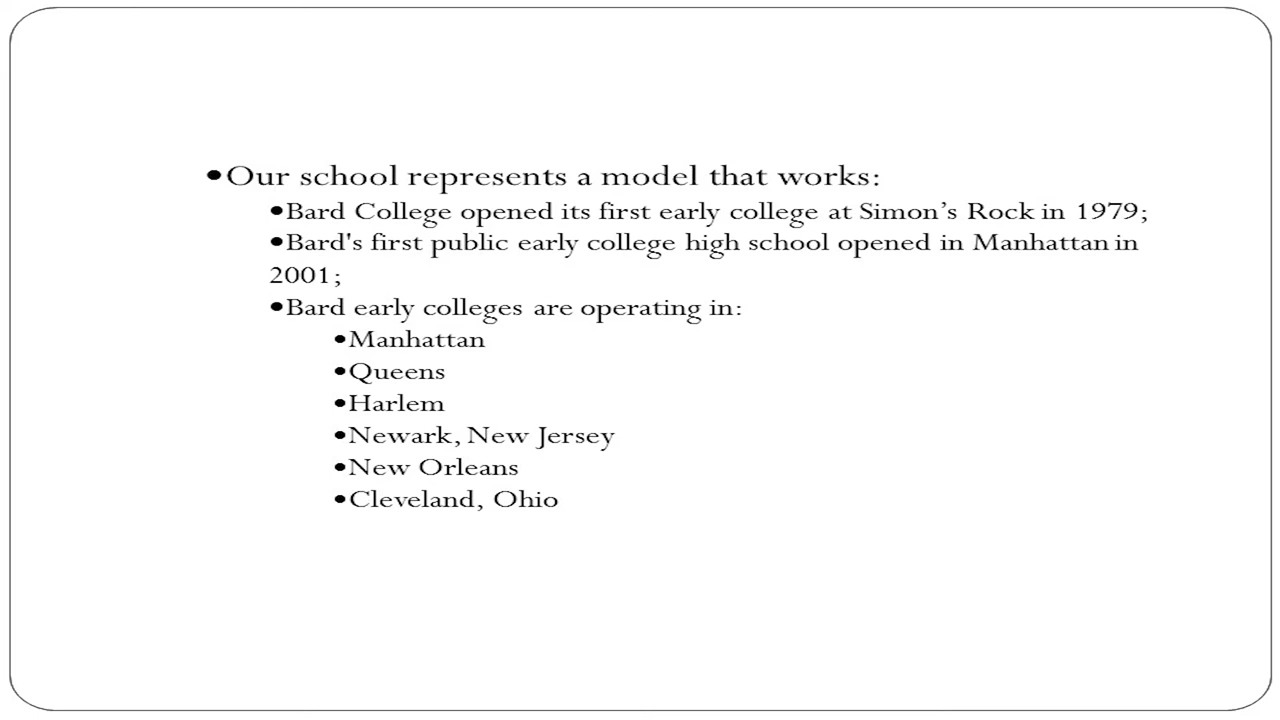 •Our school represents a model that works:
•Bard College opened its first early college at Simon’s Rock in 1979;
•Bard's first public early college high school opened in Manhattan in
2001;
•Bard early colleges are operating in:
•Manhattan
•Queens
•Harlem
•Newark, New Jersey
•New Orleans
•Cleveland, Ohio